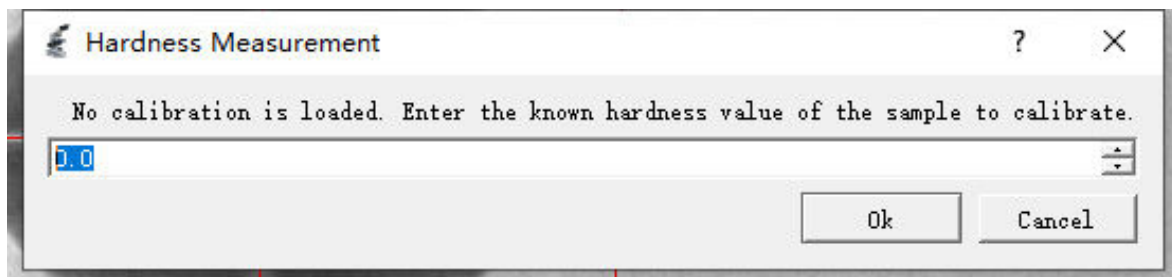 Hardness Measurement
No calibration is loaded. Enter the known hardness value of the sample to calibrate.
0.0
Ok Cancel